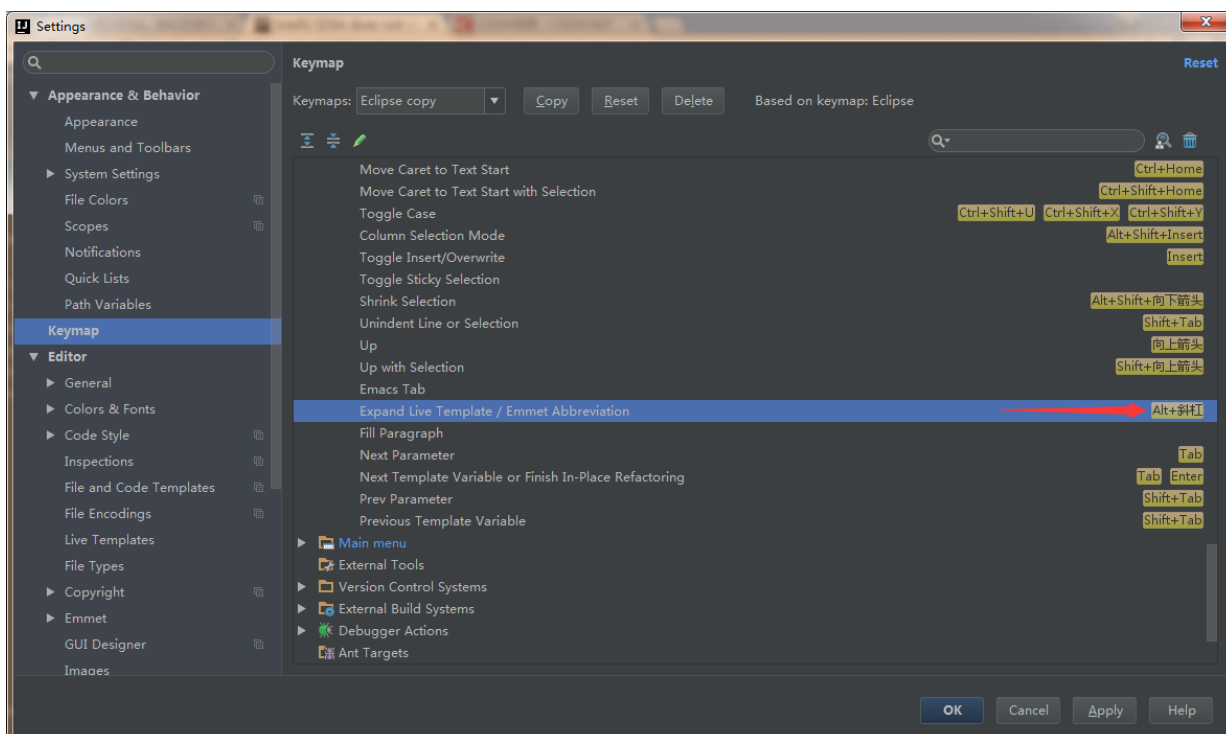 Settings
Keymap
Reset
Appearance & Behavior
Appearance
Menus and Toolbars
System Settings
File Colors
Scopes
Notifications
Quick Lists
Path Variables
Keymap
Editor
General
Colors & Fonts
Code Style
Inspections
File and Code Templates
File Encodings
Live Templates
File Types
Copyright
Emmet
GUI Designer
Images
Keymaps: Eclipse copy Copy Reset Delete Based on keymap: Eclipse
Move Caret to Text Start Ctrl+Home
Move Caret to Text Start with Selection Ctrl+Shift+Home
Toggle Case Ctrl+Shift+U Ctrl+Shift+X Ctrl+Shift+Y
Column Selection Mode Alt+Shift+Insert
Toggle Insert/Overwrite Insert
Toggle Sticky Selection
Shrink Selection Alt+Shift+向下箭头
Unindent Line or Selection Shift+Tab
Up 向上箭头
Up with Selection Shift+向上箭头
Emacs Tab
Expand Live Template / Emmet Abbreviation Alt+斜杠
Fill Paragraph
Next Parameter Tab
Next Template Variable or Finish In-Place Refactoring Tab Enter
Prev Parameter Shift+Tab
Previous Template Variable Shift+Tab
Main menu
External Tools
Version Control Systems
External Build Systems
Debugger Actions
Ant Targets
OK Cancel Apply Help